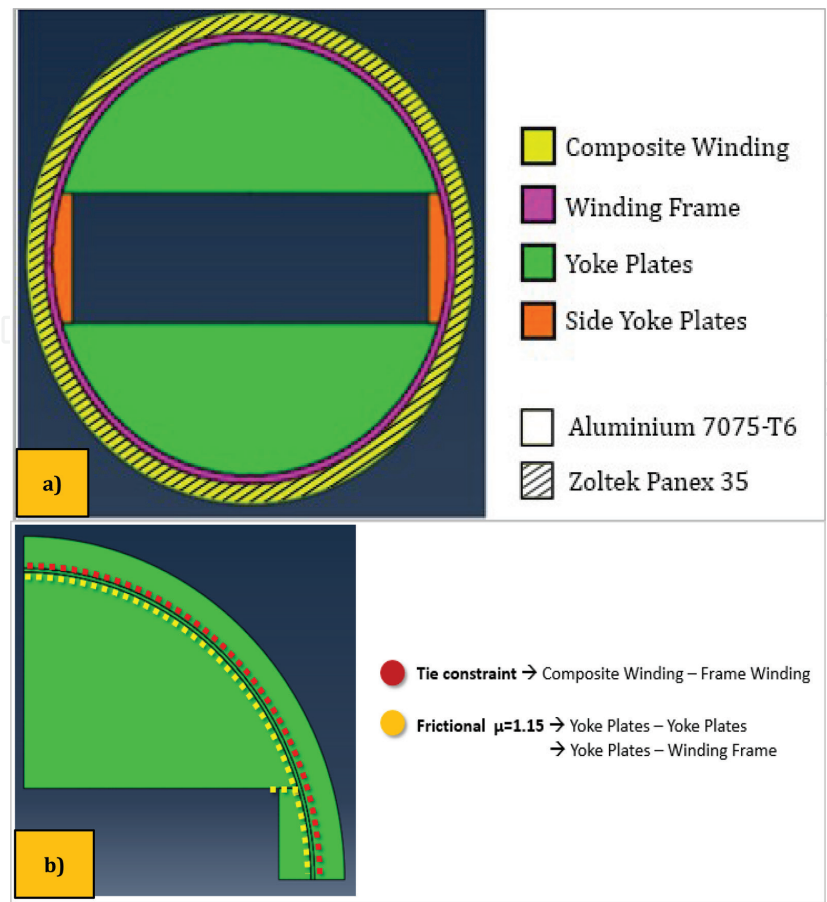 Composite Winding
Winding Frame
Yoke Plates
Side Yoke Plates
Aluminium 7075-T6
Zoltek Panex 35
a)
Tie constraint → Composite Winding – Frame Winding
Frictional μ=1.15 → Yoke Plates – Yoke Plates
→ Yoke Plates – Winding Frame
b)